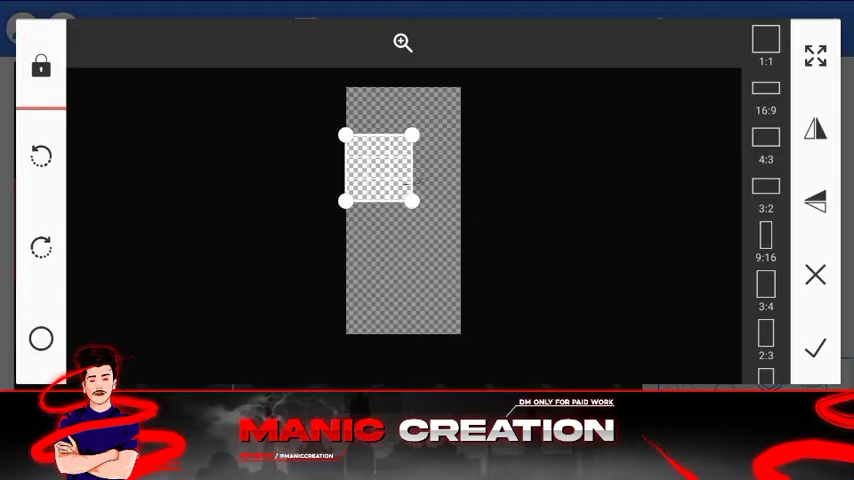 1:1
16:9
4:3
3:2
9:16
3:4
2:3
DM ONLY FOR PAID WORK
MANIC CREATION
/ @MANICCREATION